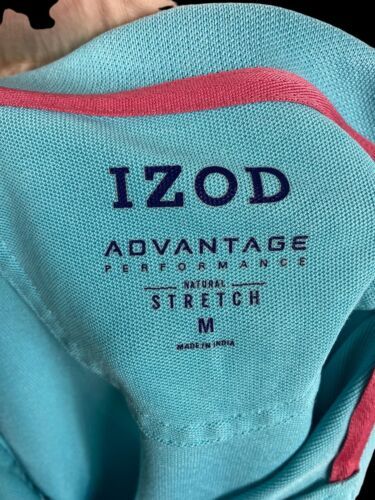 IZOD
ADVANTAGE
PERFORMANCE
NATURAL
STRETCH
M
MADE IN INDIA